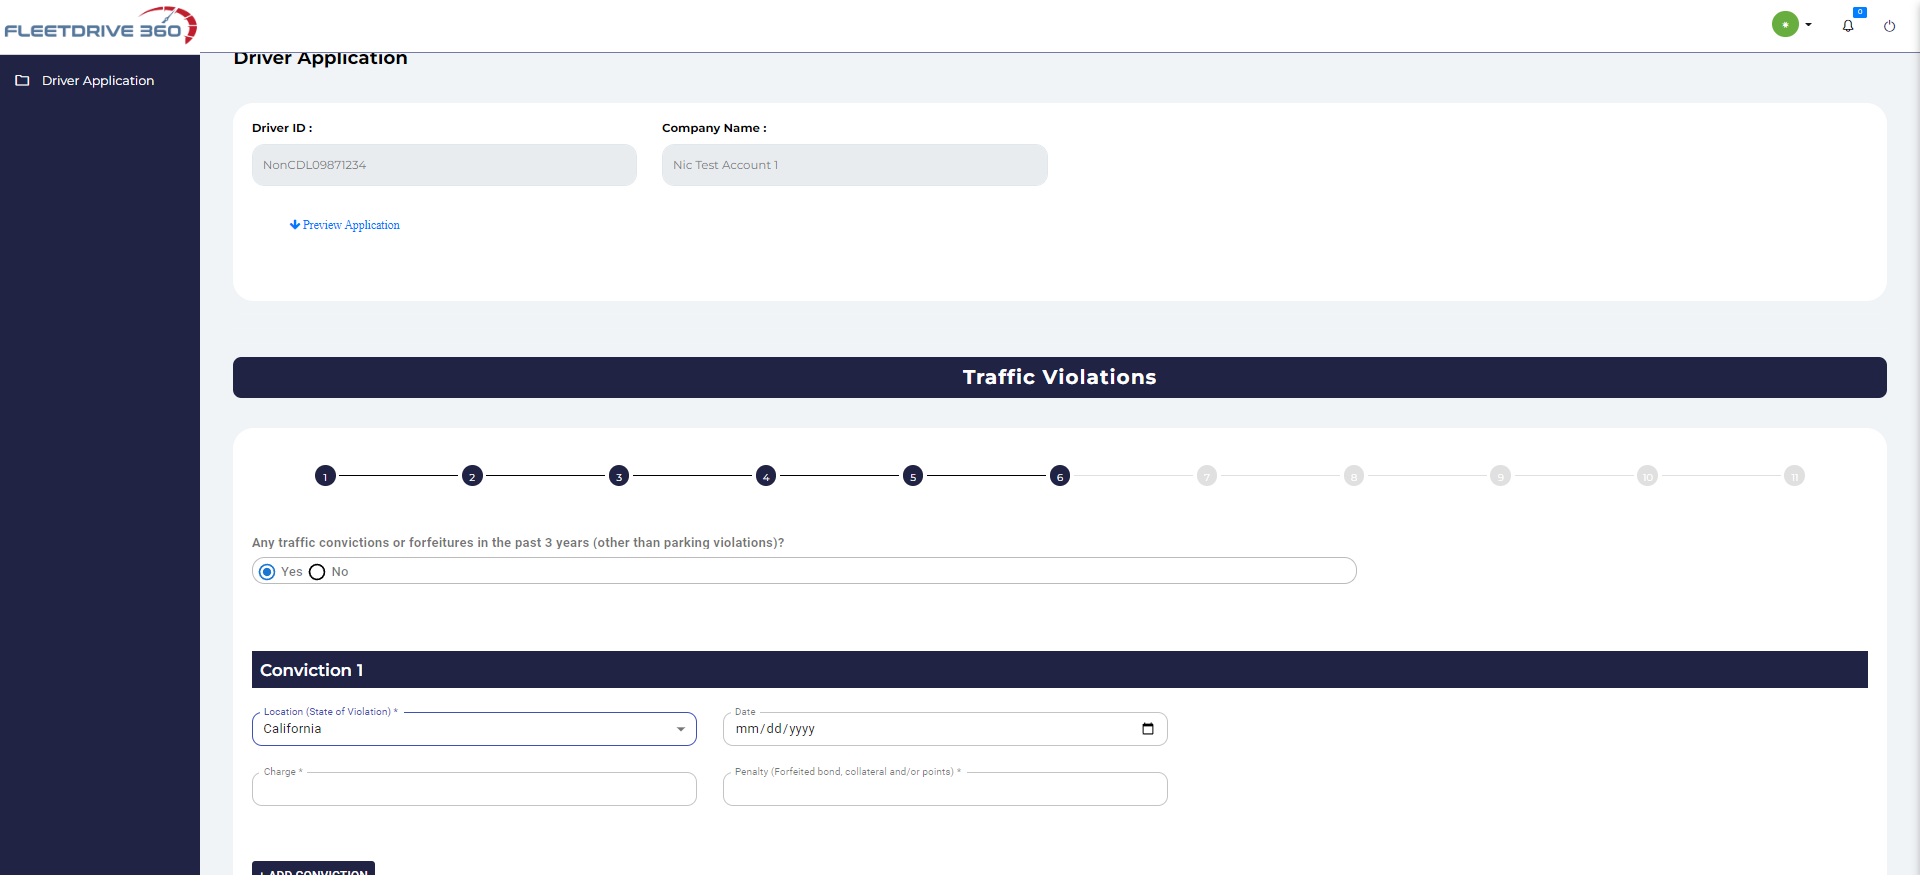 FLEETDRIVE 360
0
Driver Application
Driver Application
Driver ID :
Company Name :
NonCDL09871234
Nic Test Account 1
Preview Application
Traffic Violations
1 2 3 4 5 6 7 8 9 10 11
Any traffic convictions or forfeitures in the past 3 years (other than parking violations)?
Yes No
Conviction 1
Location (State of Violation) *
California
Date
mm/dd/yyyy
Charge *
Penalty (Forfeited bond, collateral and/or points) *
+ ADD CONVICTION